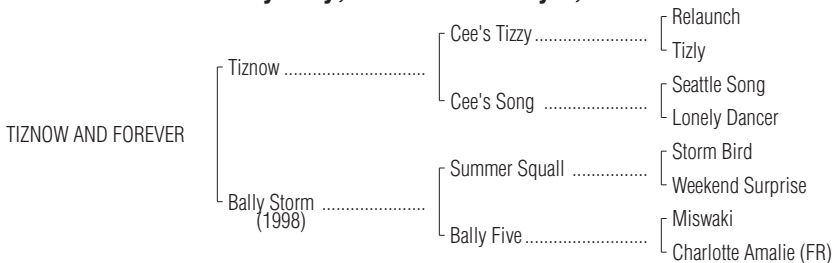 Relaunch
Cee's Tizzy ..................
Tizly
Tiznow ..........................
Seattle Song
Cee's Song ...................
Lonely Dancer
TIZNOW AND FOREVER
Storm Bird
Summer Squall ..............
Weekend Surprise
Bally Storm ...................
(1998)
Miswaki
Bally Five .......................
Charlotte Amalie (FR)